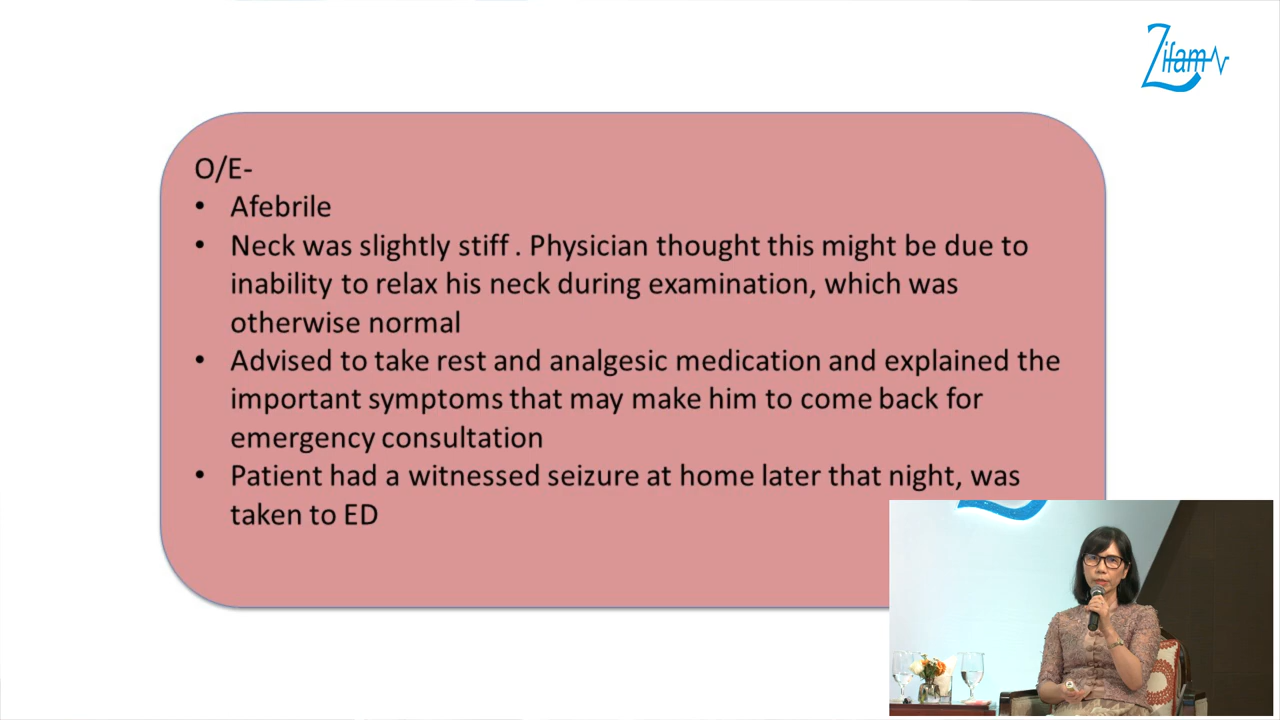 Zifam
O/E-
• Afebrile
• Neck was slightly stiff . Physician thought this might be due to
inability to relax his neck during examination, which was
otherwise normal
• Advised to take rest and analgesic medication and explained the
important symptoms that may make him to come back for
emergency consultation
• Patient had a witnessed seizure at home later that night, was
taken to ED